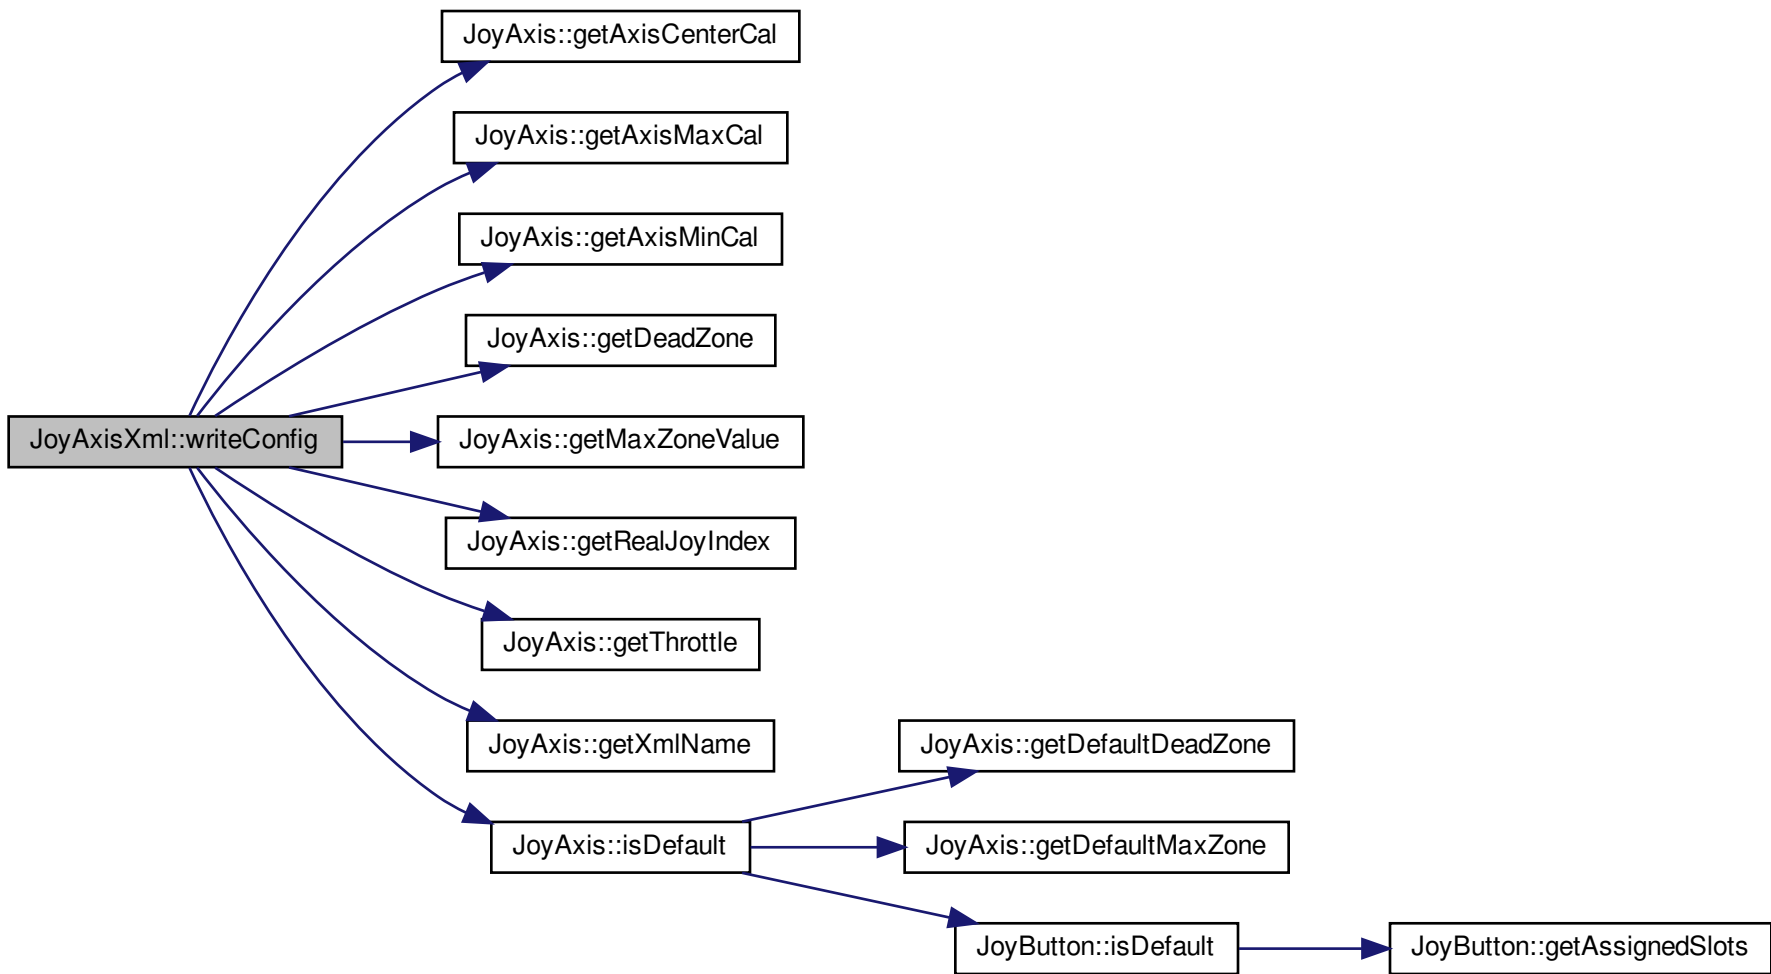 JoyAxis::getAxisCenterCal
JoyAxis::getAxisMaxCal
JoyAxis::getAxisMinCal
JoyAxis::getDeadZone
JoyAxisXml::writeConfig
JoyAxis::getMaxZoneValue
JoyAxis::getRealJoyIndex
JoyAxis::getThrottle
JoyAxis::getXmlName
JoyAxis::getDefaultDeadZone
JoyAxis::isDefault
JoyAxis::getDefaultMaxZone
JoyButton::isDefault
JoyButton::getAssignedSlots